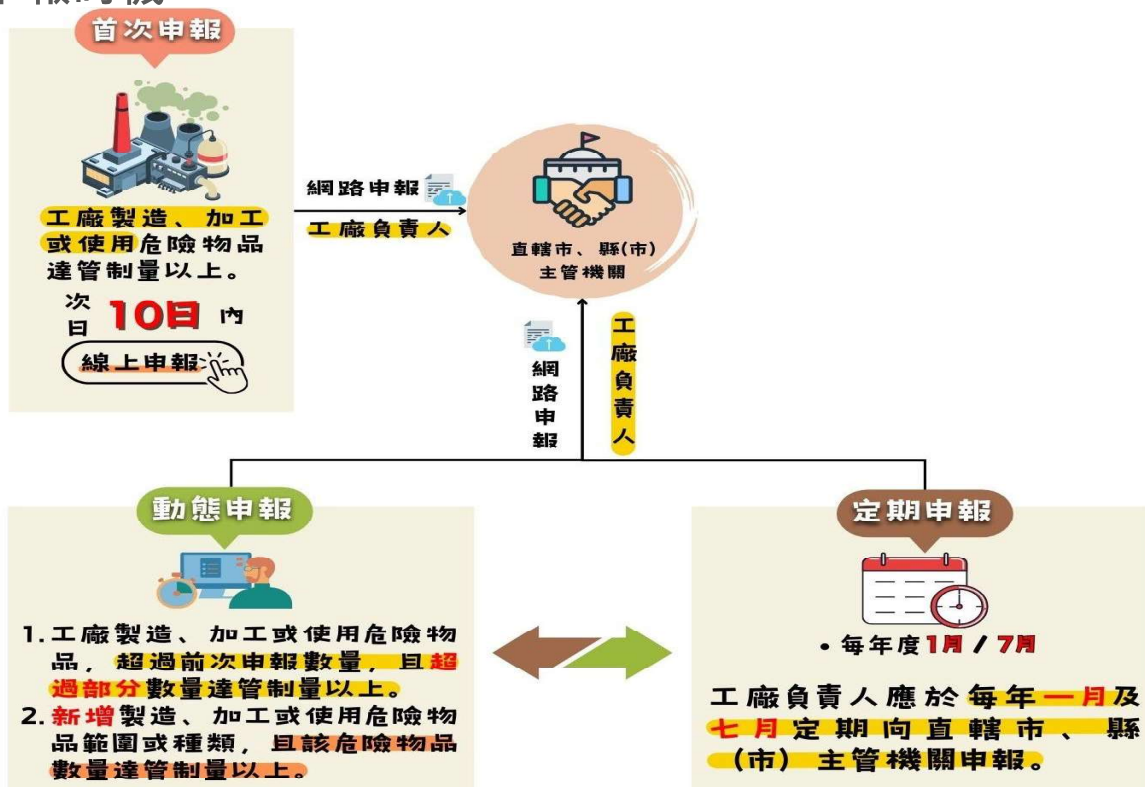 首次申報
工廠製造、加工
或使用危險物品
達管制量以上。
次日10日內
線上申報
網路申報
工廠負責人
直轄市、縣(市)
主管機關
網路申報
工廠負責人
動態申報
1.工廠製造、加工或使用危險物
品，超過前次申報數量，且超
過部分數量達管制量以上。
2.新增製造、加工或使用危險物
品範圍或種類，且該危險物品
數量達管制量以上。
定期申報
•每年度1月/7月
工廠負責人應於每年一月及
七月定期向直轄市、縣
（市）主管機關申報。